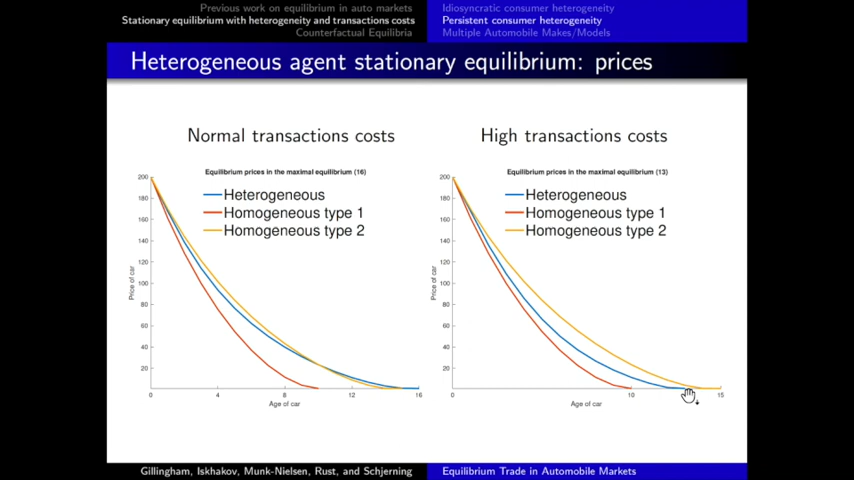 Previous work on equilibrium in auto markets
Stationary equilibrium with heterogeneity and transactions costs
Counterfactual Equilibria
Idiosyncratic consumer heterogeneity
Persistent consumer heterogeneity
Multiple Automobile Makes/Models
Heterogeneous agent stationary equilibrium: prices
Normal transactions costs
Equilibrium prices in the maximal equilibrium (16)
Heterogeneous
Homogeneous type 1
Homogeneous type 2
Price of car
200
180
160
140
120
100
80
60
40
20
0
4
8
12
16
Age of car
High transactions costs
Equilibrium prices in the maximal equilibrium (13)
Heterogeneous
Homogeneous type 1
Homogeneous type 2
Price of car
200
180
160
140
120
100
80
60
40
20
0
10
15
Age of car
Gillingham, Iskhakov, Munk-Nielsen, Rust, and Schjerning
Equilibrium Trade in Automobile Markets